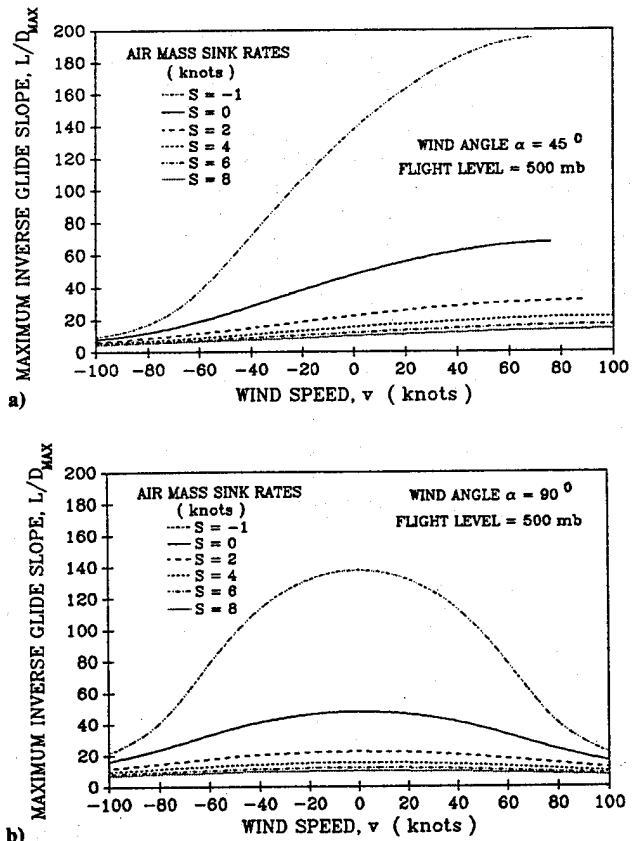 MAXIMUM INVERSE GLIDE SLOPE, L/D_MAX
200
180
160
140
120
100
80
60
40
20
0
AIR MASS SINK RATES
( knots )
S = -1
S = 0
S = 2
S = 4
S = 6
S = 8
WIND ANGLE α = 45°
FLIGHT LEVEL = 500 mb
-100 -80 -60 -40 -20 0 20 40 60 80 100
WIND SPEED, v ( knots )
a)
MAXIMUM INVERSE GLIDE SLOPE, L/D_MAX
200
180
160
140
120
100
80
60
40
20
0
AIR MASS SINK RATES
( knots )
S = -1
S = 0
S = 2
S = 4
S = 6
S = 8
WIND ANGLE α = 90°
FLIGHT LEVEL = 500 mb
-100 -80 -60 -40 -20 0 20 40 60 80 100
WIND SPEED, v ( knots )
b)